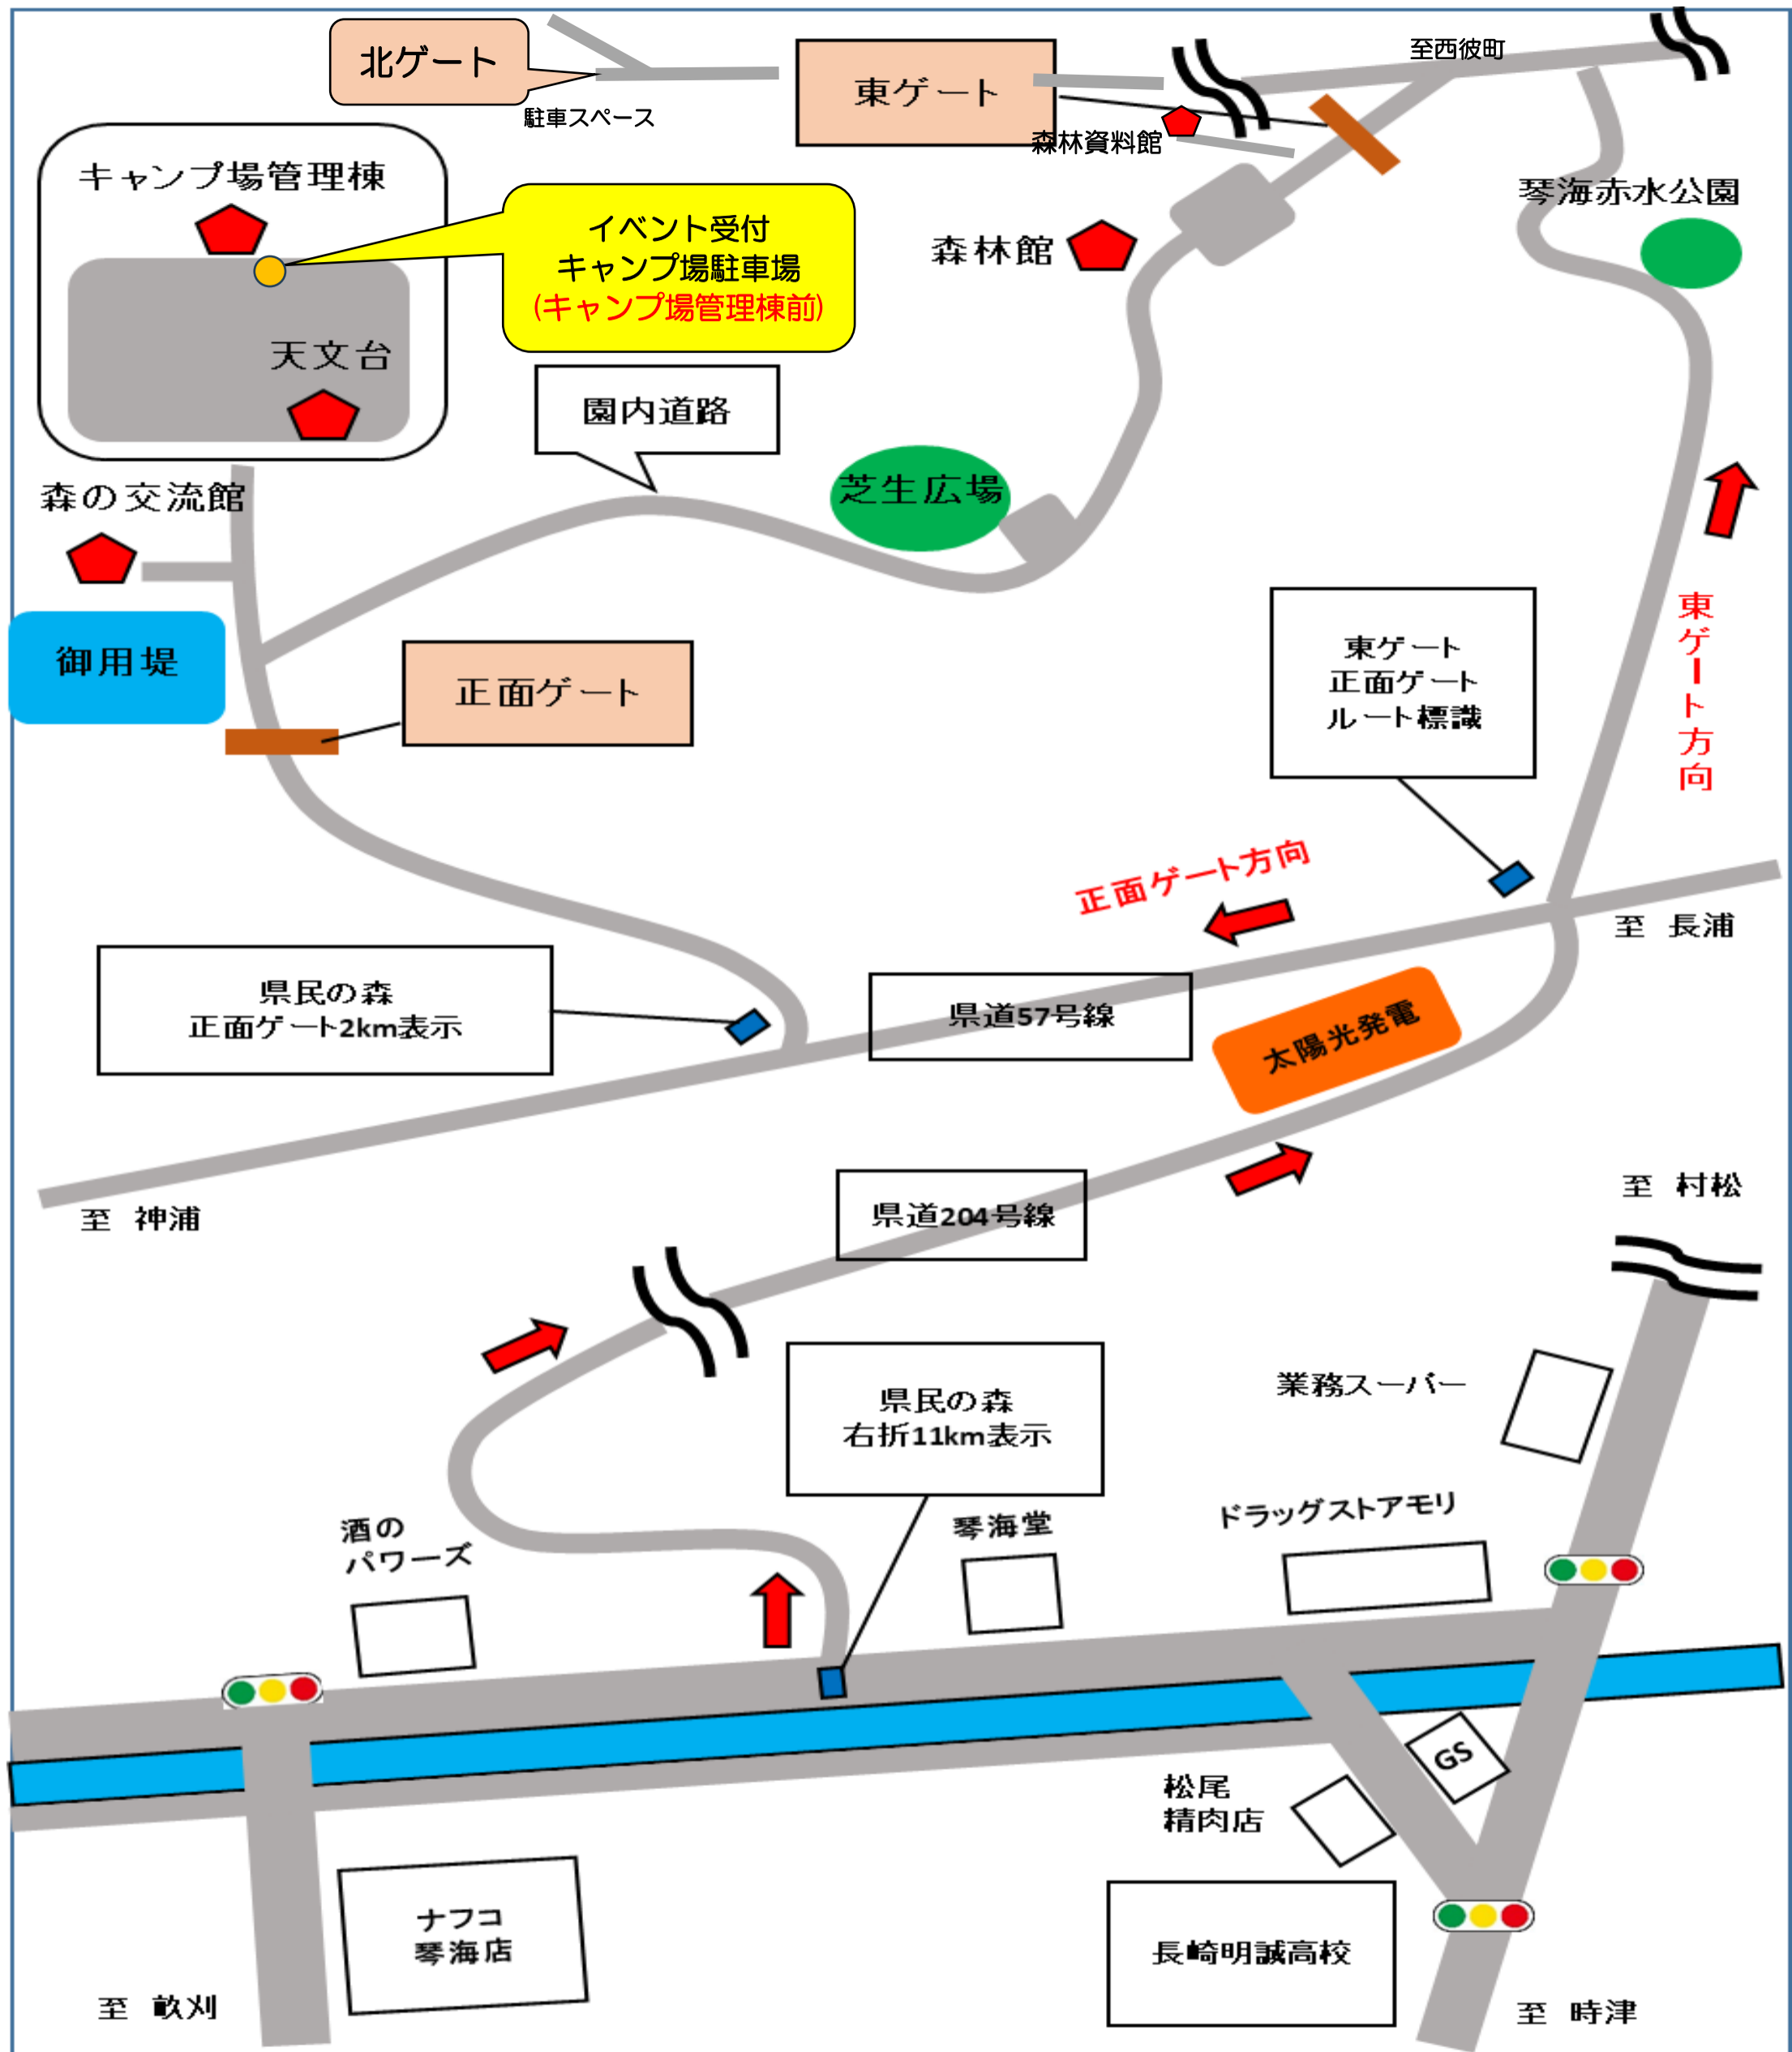 北ゲート
駐車スペース
東ゲート
至西彼町
森林資料館
キャンプ場管理棟
イベント受付
キャンプ場駐車場
(キャンプ場管理棟前)
琴海赤水公園
森林館
天文台
園内道路
森の交流館
芝生広場
御用堤
正面ゲート
東ゲート
正面ゲート
ルート標識
東ゲート方向
正面ゲート方向
至 長浦
県民の森
正面ゲート2km表示
県道57号線
太陽光発電
至 神浦
県道204号線
至 村松
県民の森
右折11km表示
業務スーパー
酒の
パワーズ
琴海堂
ドラッグストアモリ
GS
松尾
精肉店
ナフコ
琴海店
長崎明誠高校
至 畝刈
至 時津